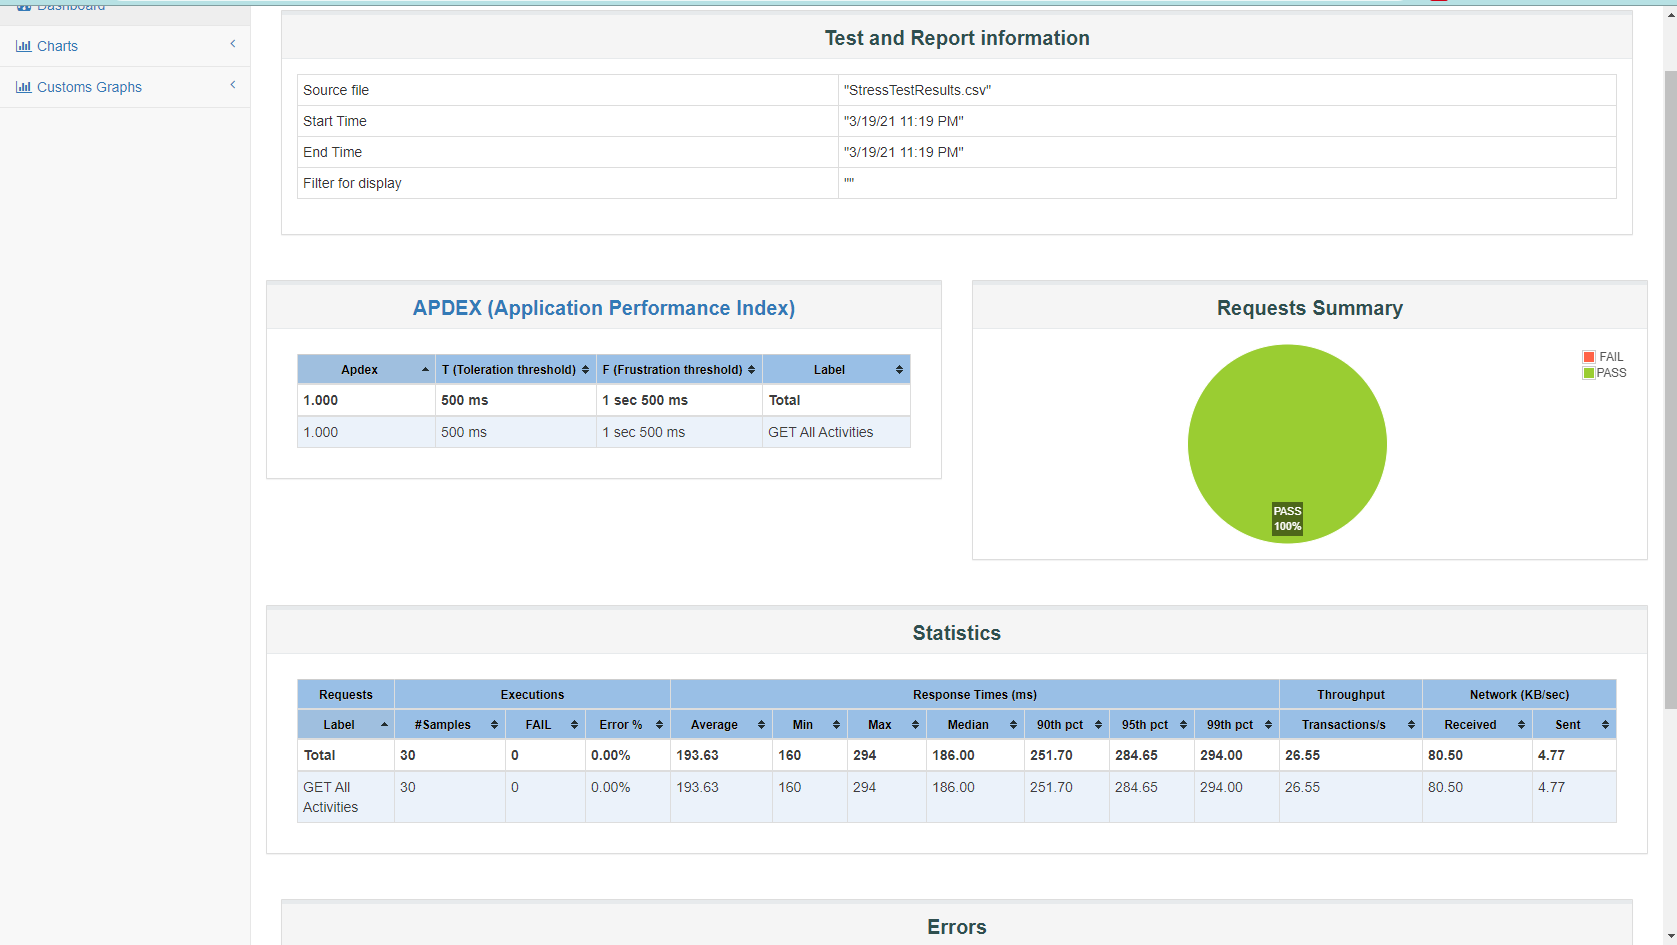 Dashboard
Charts
Customs Graphs
Test and Report information
Source file "StressTestResults.csv"
Start Time "3/19/21 11:19 PM"
End Time "3/19/21 11:19 PM"
Filter for display ""
APDEX (Application Performance Index)
Apdex T (Toleration threshold) F (Frustration threshold) Label
1.000 500 ms 1 sec 500 ms Total
1.000 500 ms 1 sec 500 ms GET All Activities
Requests Summary
FAIL
PASS
PASS
100%
Statistics
Requests Executions Response Times (ms) Throughput Network (KB/sec)
Label #Samples FAIL Error % Average Min Max Median 90th pct 95th pct 99th pct Transactions/s Received Sent
Total 30 0 0.00% 193.63 160 294 186.00 251.70 284.65 294.00 26.55 80.50 4.77
GET All 30 0 0.00% 193.63 160 294 186.00 251.70 284.65 294.00 26.55 80.50 4.77
Activities
Errors